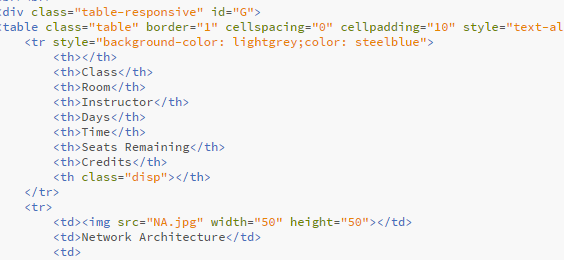 div class="table-responsive" id="G">
table class="table" border="1" cellspacing="0" cellpadding="10" style="text-al
<tr style="background-color: lightgrey;color: steelblue">
<th></th>
<th>Class</th>
<th>Room</th>
<th>Instructor</th>
<th>Days</th>
<th>Time</th>
<th>Seats Remaining</th>
<th>Credits</th>
<th class="disp"></th>
</tr>
<tr>
<td><img src="NA.jpg" width="50" height="50"></td>
<td>Network Architecture</td>
<td>